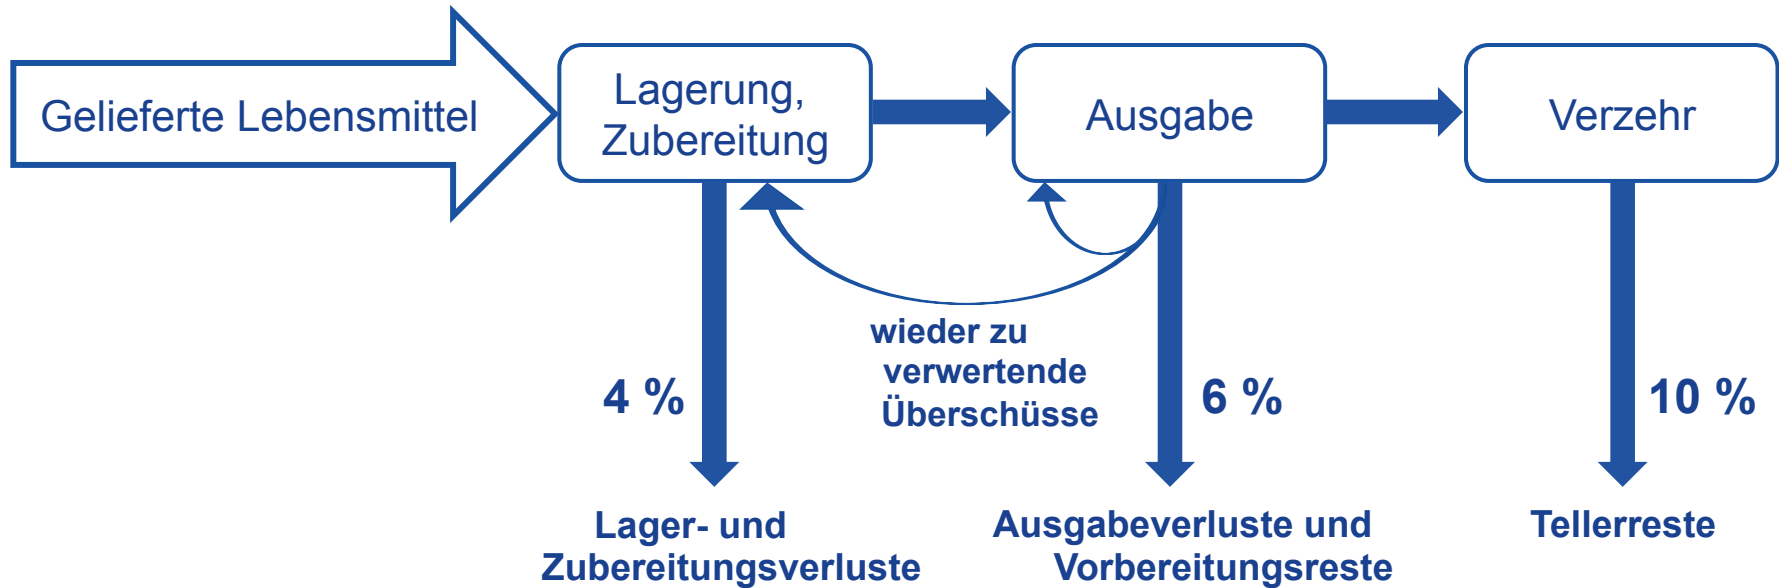 Gelieferte Lebensmittel
Lagerung,
Zubereitung
Ausgabe
Verzehr
wieder zu
verwertende
Überschüsse
4 %
6 %
10 %
Lager- und
Zubereitungsverluste
Ausgabeverluste und
Vorbereitungsreste
Tellerreste